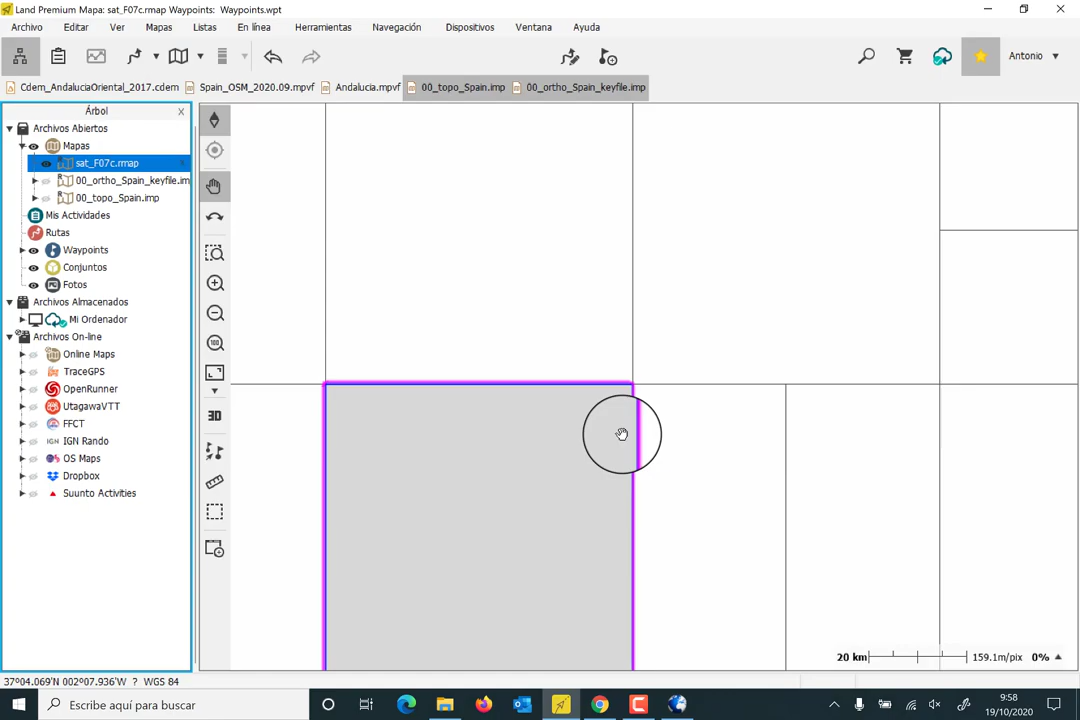 Land Premium Mapa: sat_F07c.rmap Waypoints: Waypoints.wpt
Archivo Editar Ver Mapas Listas En línea Herramientas Navegación Dispositivos Ventana Ayuda
Antonio
Cdem_AndaluciaOriental_2017.cdem Spain_OSM_2020.09.mpvf Andalucia.mpvf 00_topo_Spain.imp 00_ortho_Spain_keyfile.imp
Árbol
Archivos Abiertos
Mapas
sat_F07c.rmap
00_ortho_Spain_keyfile.im
00_topo_Spain.imp
Mis Actividades
Rutas
Waypoints
Conjuntos
Fotos
Archivos Almacenados
Mi Ordenador
Archivos On-line
Online Maps
TraceGPS
OpenRunner
UtagawaVTT
FFCT
IGN Rando
OS Maps
Dropbox
Suunto Activities
100
3D
20 km 159.1m/pix 0%
37º04.069'N 002º07.936'W ? WGS 84
Escribe aquí para buscar
9:58
19/10/2020